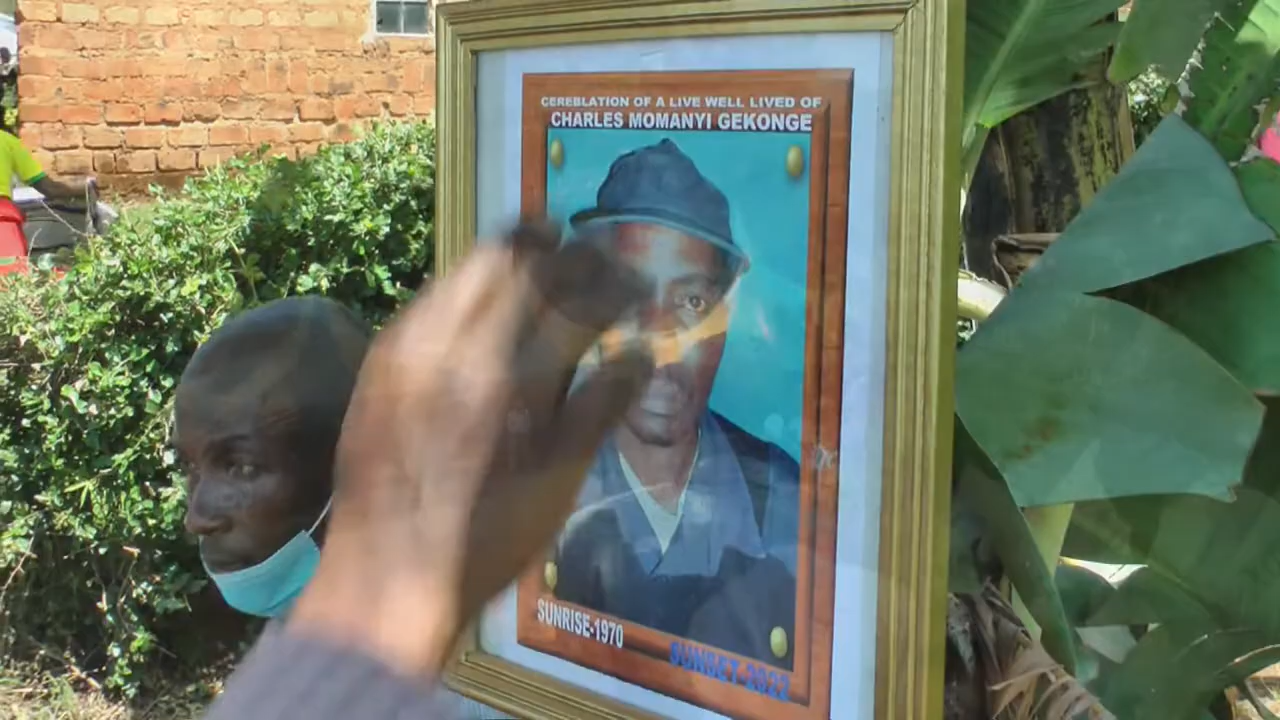 CEREBLATION OF A LIVE WELL LIVED OF
CHARLES MOMANYI GEKONGE
SUNRISE-1970
SUNSET-2022